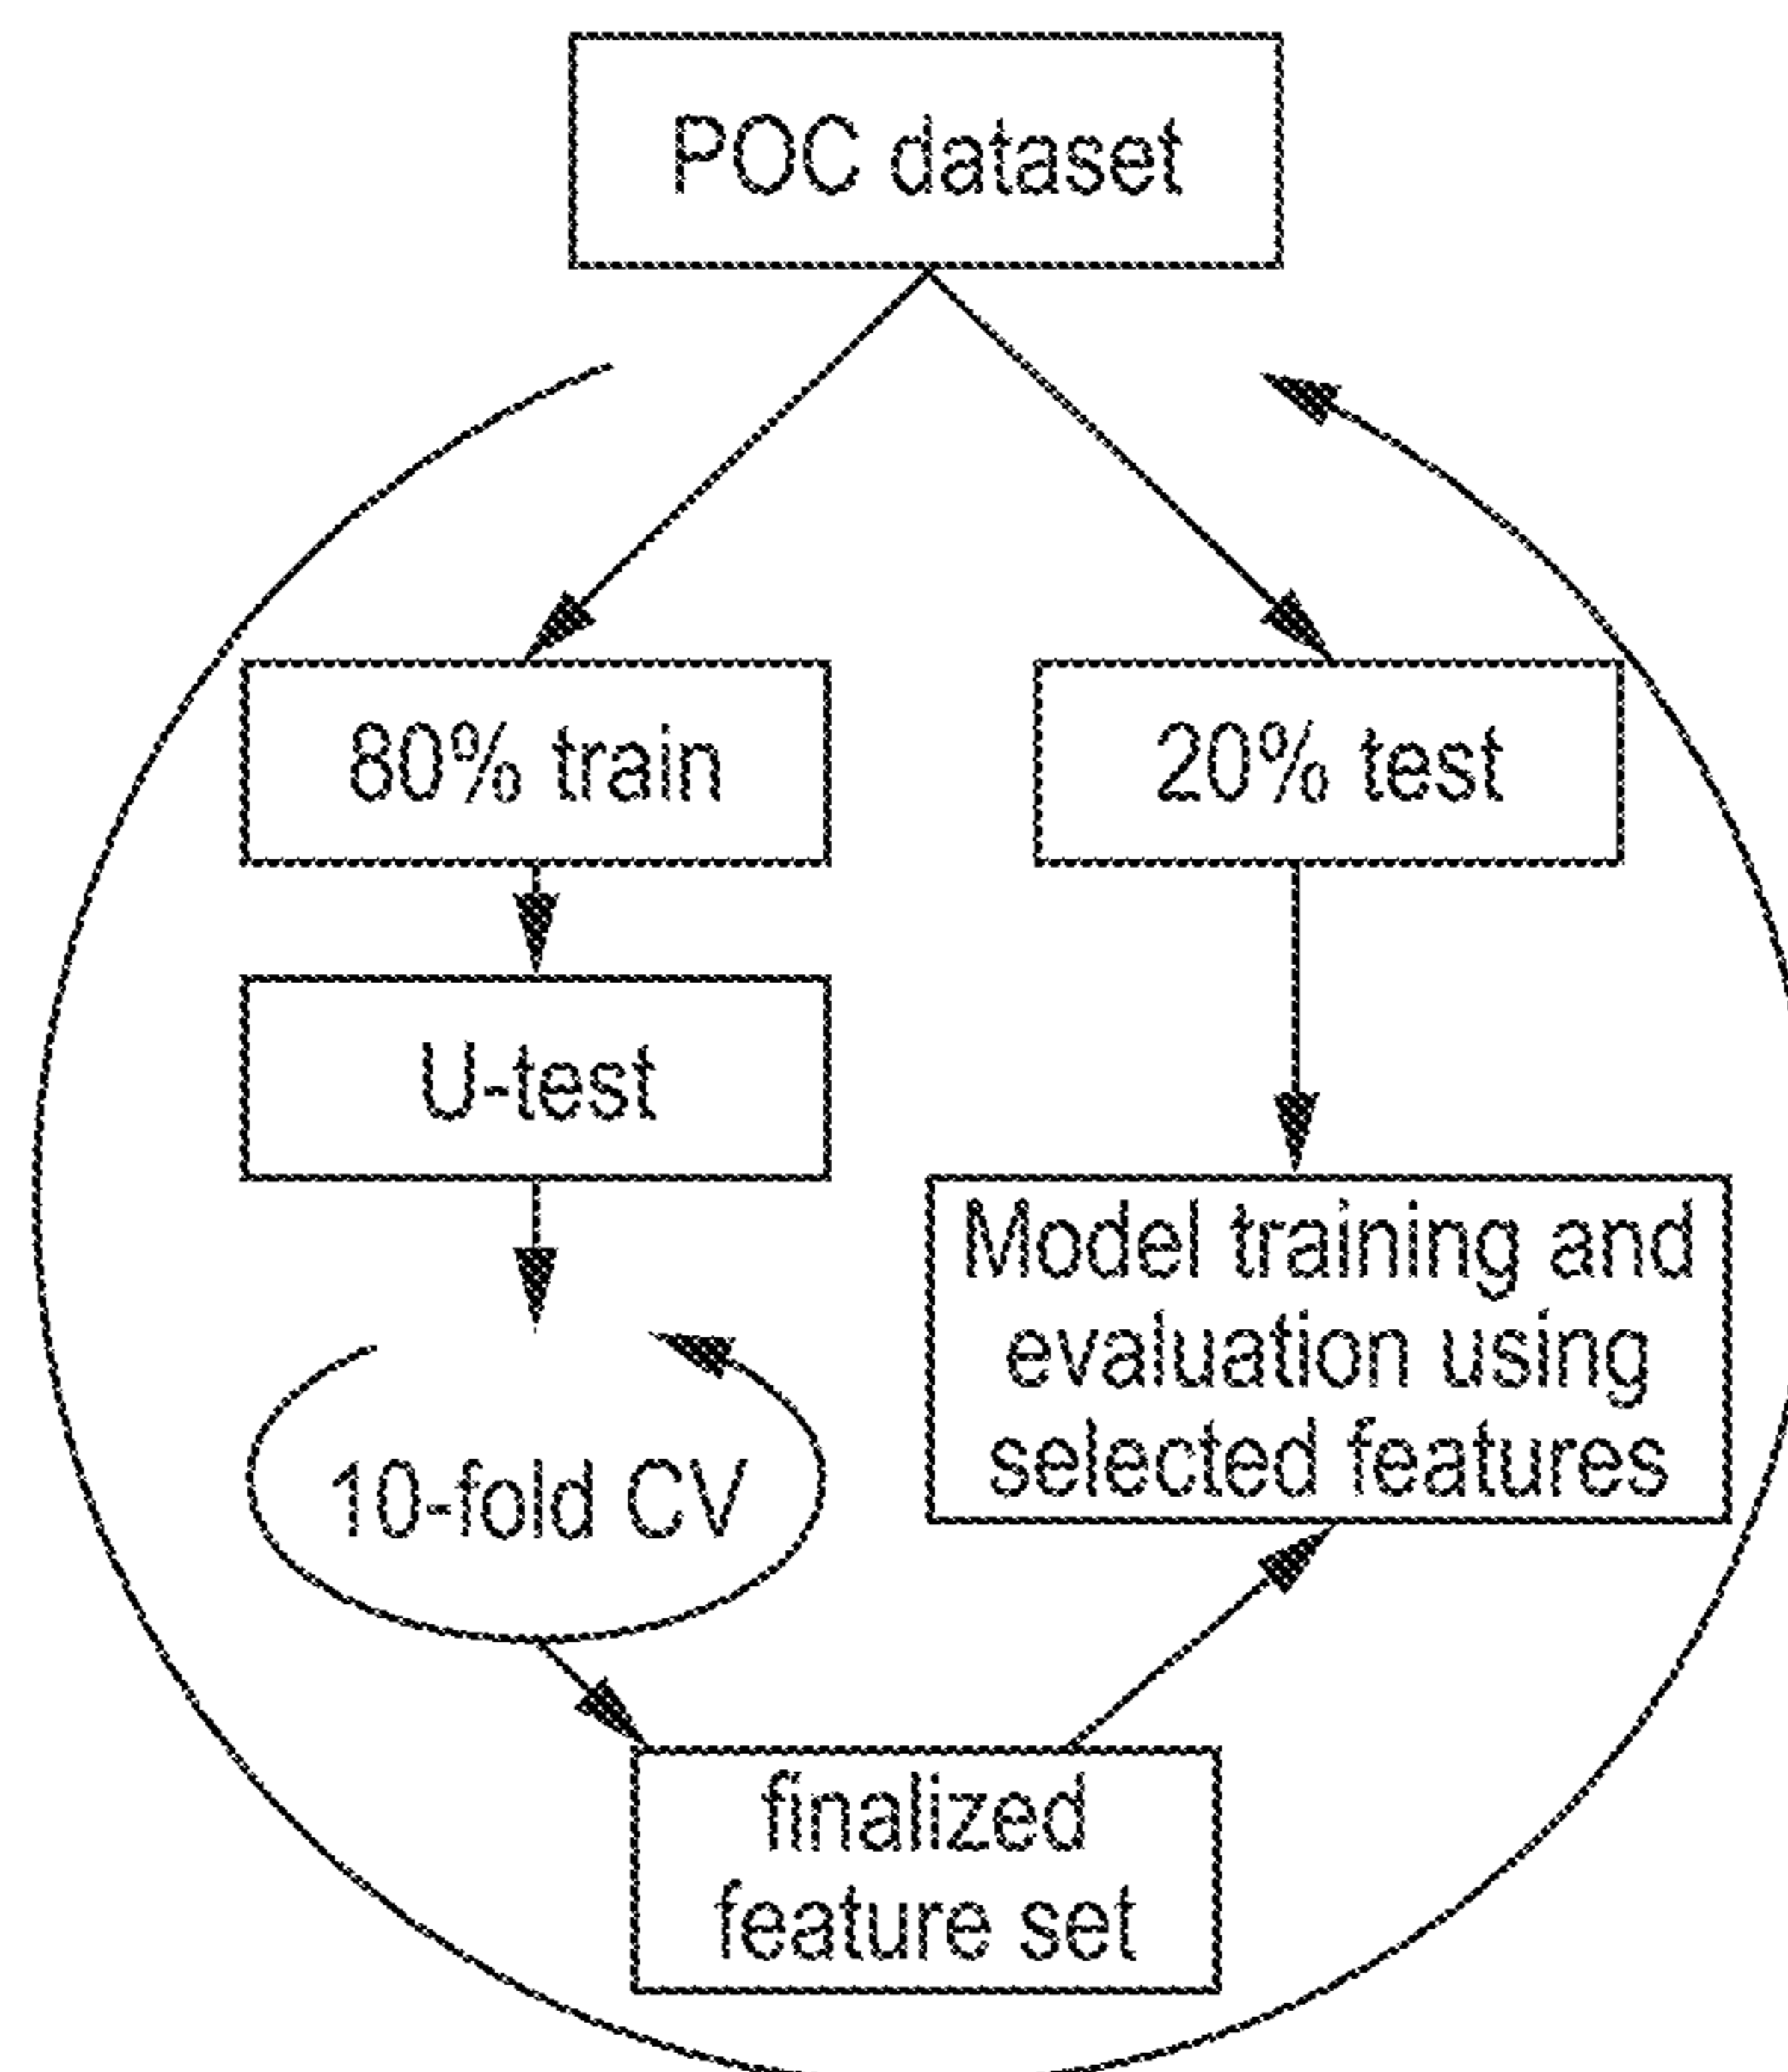 POC dataset
80% train
20% test
U-test
Model training and
evaluation using
selected features
10-fold CV
finalized
feature set